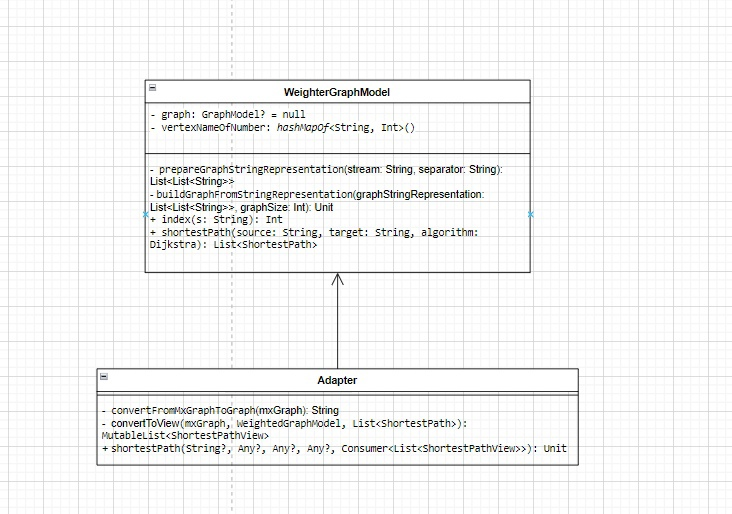 WeighterGraphModel
- graph: GraphModel? = null
- vertexNameOfNumber: hashMapOf<String, Int>()
- prepareGraphStringRepresentation(stream: String, separator: String):
List<List<String>>
- buildGraphFromStringRepresentation(graphStringRepresentation:
List<List<String>>, graphSize: Int): Unit
+ index(s: String): Int
+ shortestPath(source: String, target: String, algorithm:
Dijkstra): List<ShortestPath>
Adapter
- convertFromMxGraphToGraph(mxGraph): String
- convertToView(mxGraph, WeightedGraphModel, List<ShortestPath>):
MutableList<ShortestPathView>
+ shortestPath(String?, Any?, Any?, Any?, Consumer<List<ShortestPathView>>): Unit